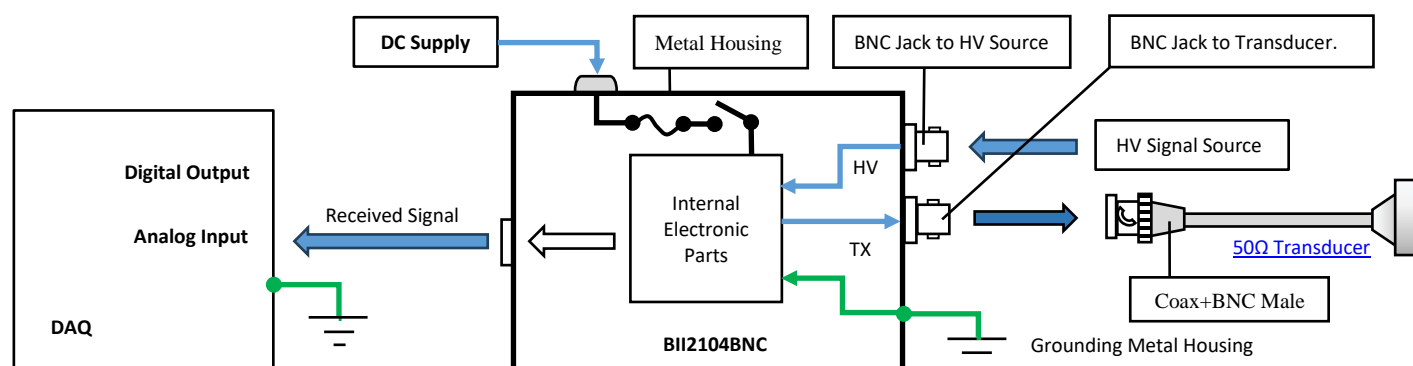 DC Supply
Metal Housing
BNC Jack to HV Source
BNC Jack to Transducer.
HV Signal Source
Digital Output
Analog Input
DAQ
Received Signal
Internal
Electronic
Parts
HV
TX
BII2104BNC
50Ω Transducer
Coax+BNC Male
Grounding Metal Housing